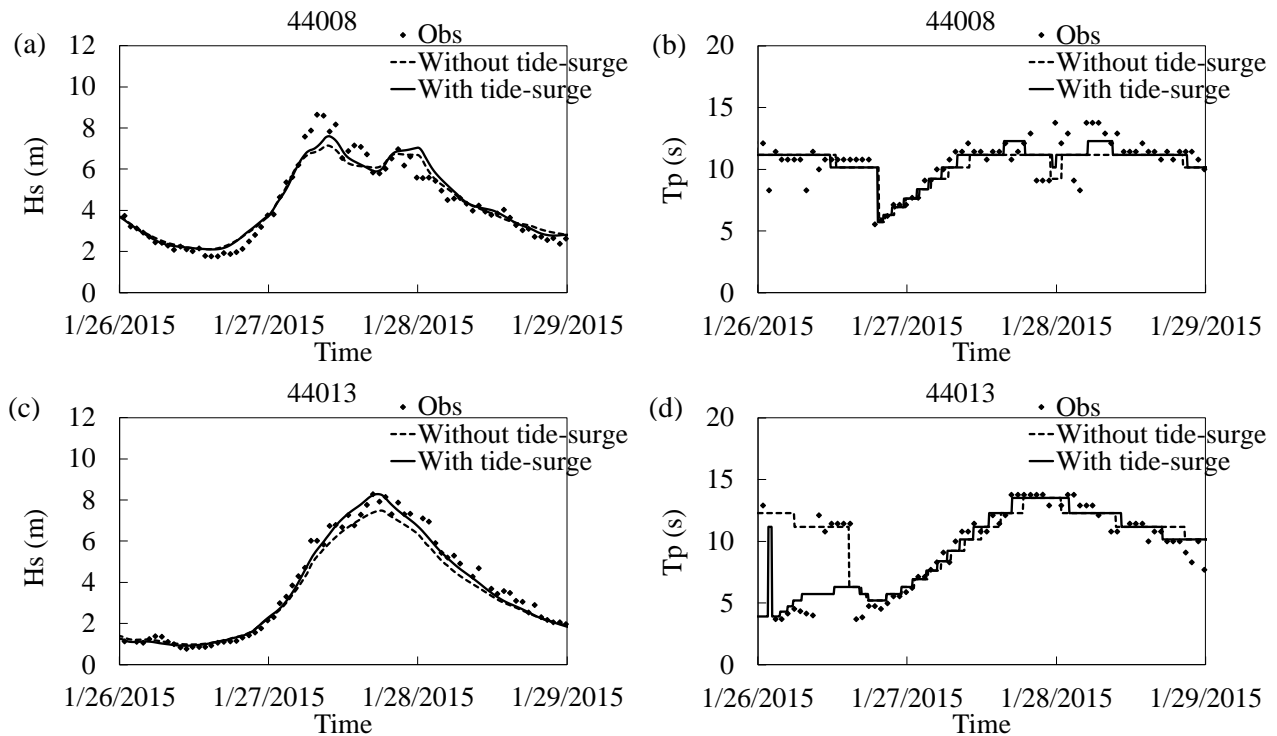 (a)
44008
Obs
Without tide-surge
With tide-surge
12
10
8
6
4
2
0
Hs (m)
1/26/2015 1/27/2015 1/28/2015 1/29/2015
Time
(b)
44008
Obs
Without tide-surge
With tide-surge
20
15
10
5
0
Tp (s)
1/26/2015 1/27/2015 1/28/2015 1/29/2015
Time
(c)
44013
Obs
Without tide-surge
With tide-surge
12
10
8
6
4
2
0
Hs (m)
1/26/2015 1/27/2015 1/28/2015 1/29/2015
Time
(d)
44013
Obs
Without tide-surge
With tide-surge
20
15
10
5
0
Tp (s)
1/26/2015 1/27/2015 1/28/2015 1/29/2015
Time